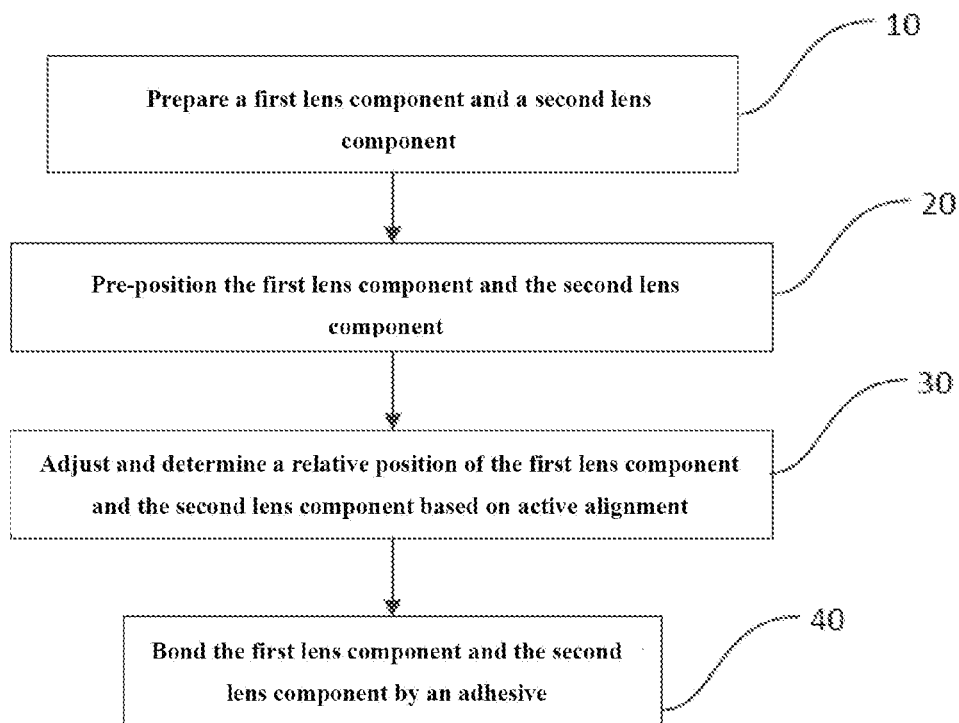 10
Prepare a first lens component and a second lens
component
20
Pre-position the first lens component and the second lens
component
30
Adjust and determine a relative position of the first lens component
and the second lens component based on active alignment
40
Bond the first lens component and the second
lens component by an adhesive